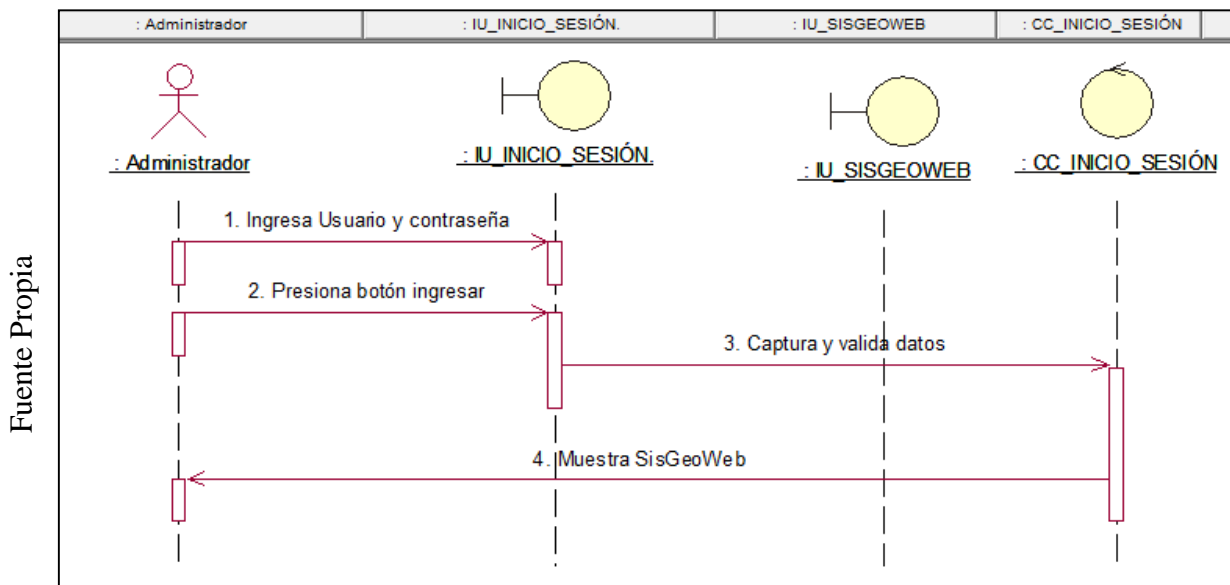 : Administrador
: IU_INICIO_SESIÓN.
: IU_SISGEOWEB
: CC_INICIO_SESIÓN
: Administrador
: IU_INICIO_SESIÓN.
: IU_SISGEOWEB
: CC_INICIO_SESIÓN
1. Ingresa Usuario y contraseña
2. Presiona botón ingresar
3. Captura y valida datos
4. Muestra SisGeoWeb
Fuente Propia